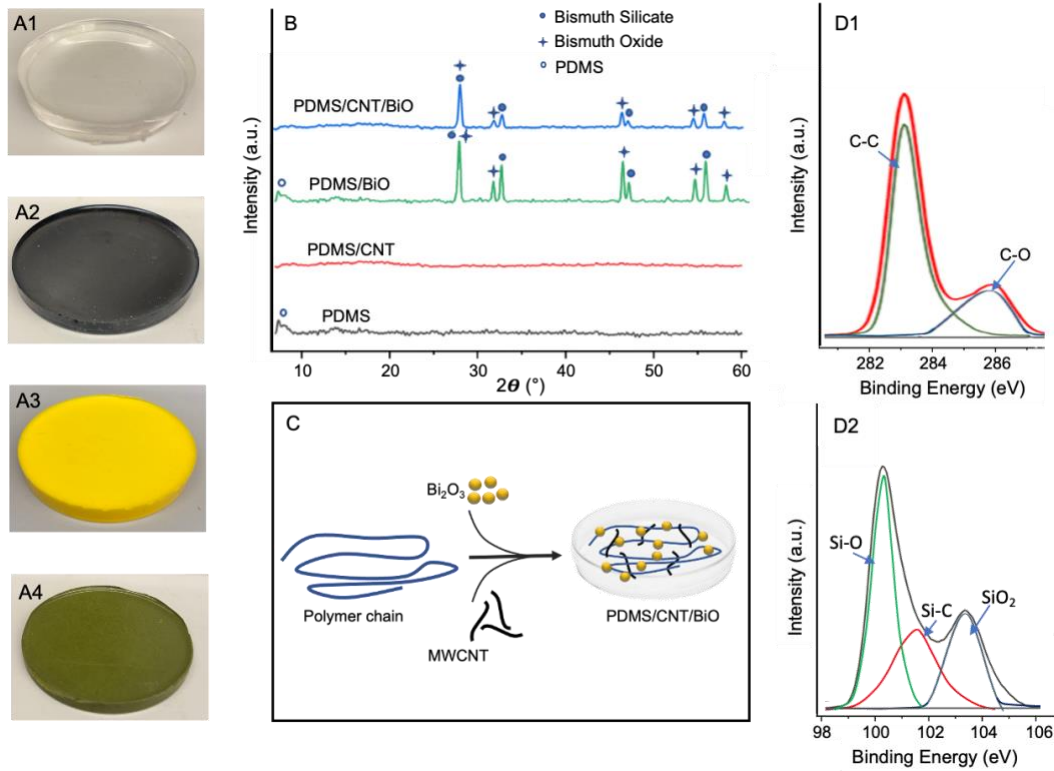 A1
A2
A3
A4
B
Bismuth Silicate
Bismuth Oxide
PDMS
PDMS/CNT/BiO
PDMS/BiO
PDMS/CNT
PDMS
Intensity (a.u.)
10 20 30 40 50 60
2θ (°)
C
Bi₂O₃
Polymer chain
MWCNT
PDMS/CNT/BiO
D1
C-C
C-O
Intensity (a.u.)
282 284 286
Binding Energy (eV)
D2
Si-O
Si-C
SiO₂
Intensity (a.u.)
98 100 102 104 106
Binding Energy (eV)